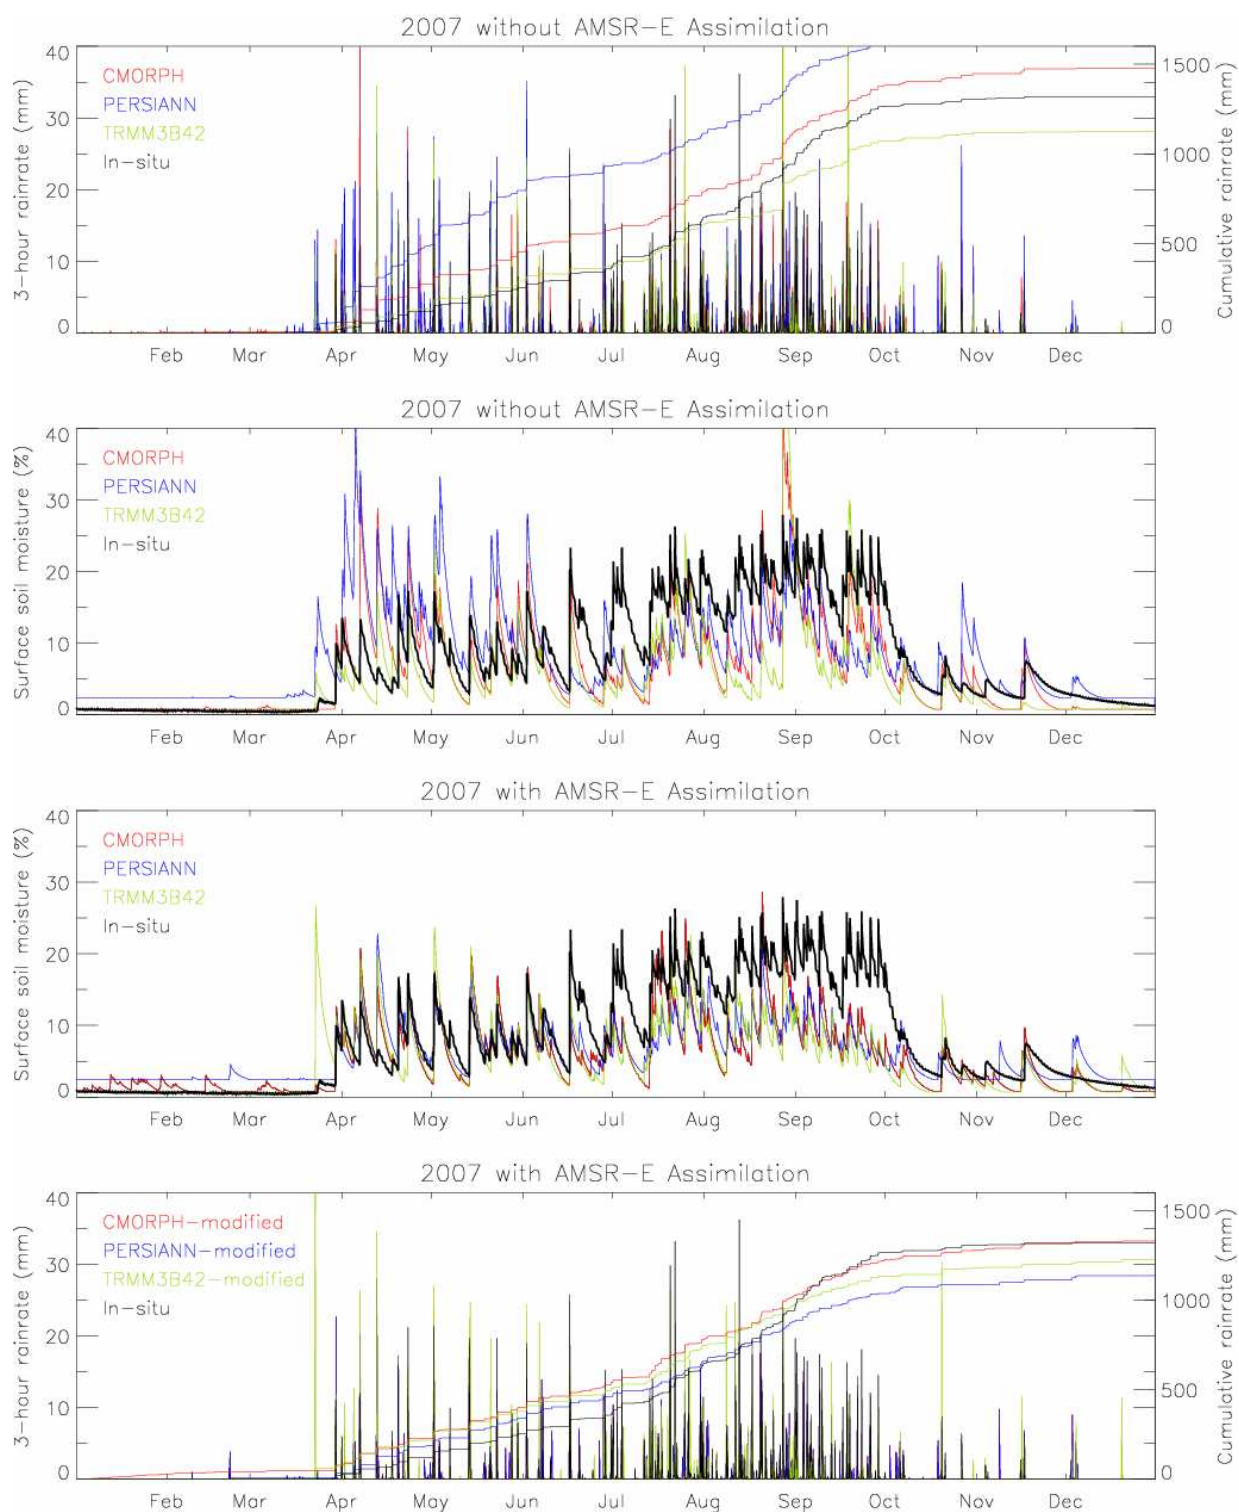 2007 without AMSR-E Assimilation
3-hour rainrate (mm)
40
30
20
10
0
CMORPH
PERSIANN
TRMM3B42
In-situ
1500
1000
500
0
Cumulative rainrate (mm)
Feb Mar Apr May Jun Jul Aug Sep Oct Nov Dec
2007 without AMSR-E Assimilation
Surface soil moisture (%)
40
30
20
10
0
CMORPH
PERSIANN
TRMM3B42
In-situ
Feb Mar Apr May Jun Jul Aug Sep Oct Nov Dec
2007 with AMSR-E Assimilation
Surface soil moisture (%)
40
30
20
10
0
CMORPH
PERSIANN
TRMM3B42
In-situ
Feb Mar Apr May Jun Jul Aug Sep Oct Nov Dec
2007 with AMSR-E Assimilation
3-hour rainrate (mm)
40
30
20
10
0
CMORPH-modified
PERSIANN-modified
TRMM3B42-modified
In-situ
1500
1000
500
0
Cumulative rainrate (mm)
Feb Mar Apr May Jun Jul Aug Sep Oct Nov Dec